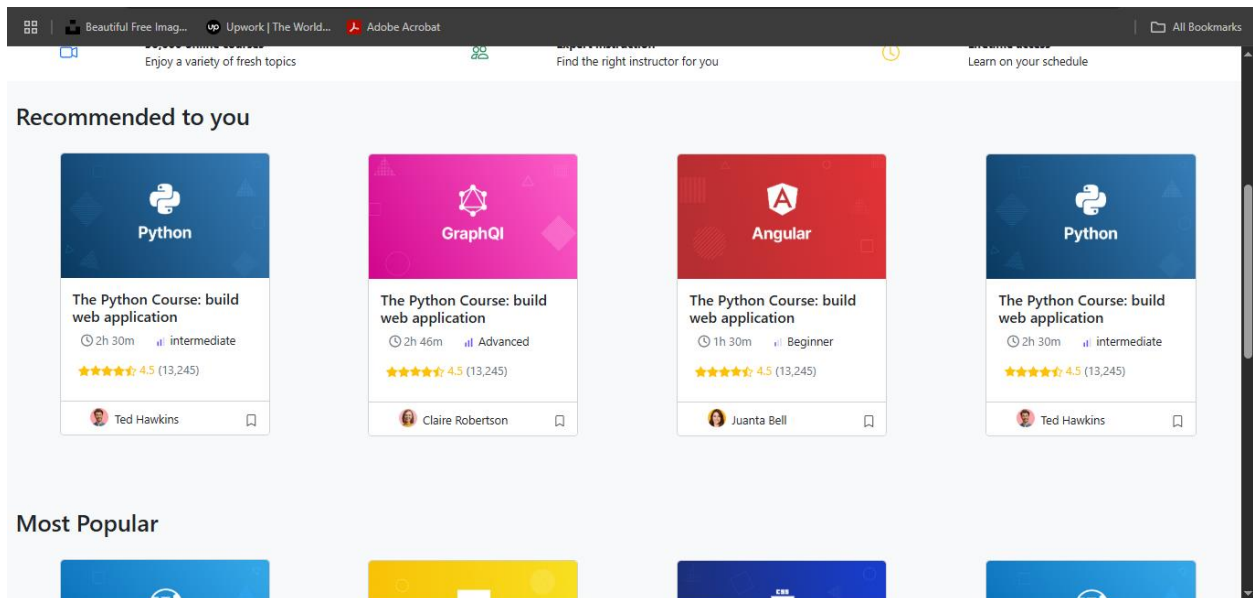 Beautiful Free Imag...
up Upwork | The World...
Adobe Acrobat
All Bookmarks
Enjoy a variety of fresh topics
Find the right instructor for you
Learn on your schedule
Recommended to you
Python
The Python Course: build
web application
2h 30m intermediate
4.5 (13,245)
Ted Hawkins
GraphQl
The Python Course: build
web application
2h 46m Advanced
4.5 (13,245)
Claire Robertson
Angular
The Python Course: build
web application
1h 30m Beginner
4.5 (13,245)
Juanta Bell
Python
The Python Course: build
web application
2h 30m intermediate
4.5 (13,245)
Ted Hawkins
Most Popular
CSS